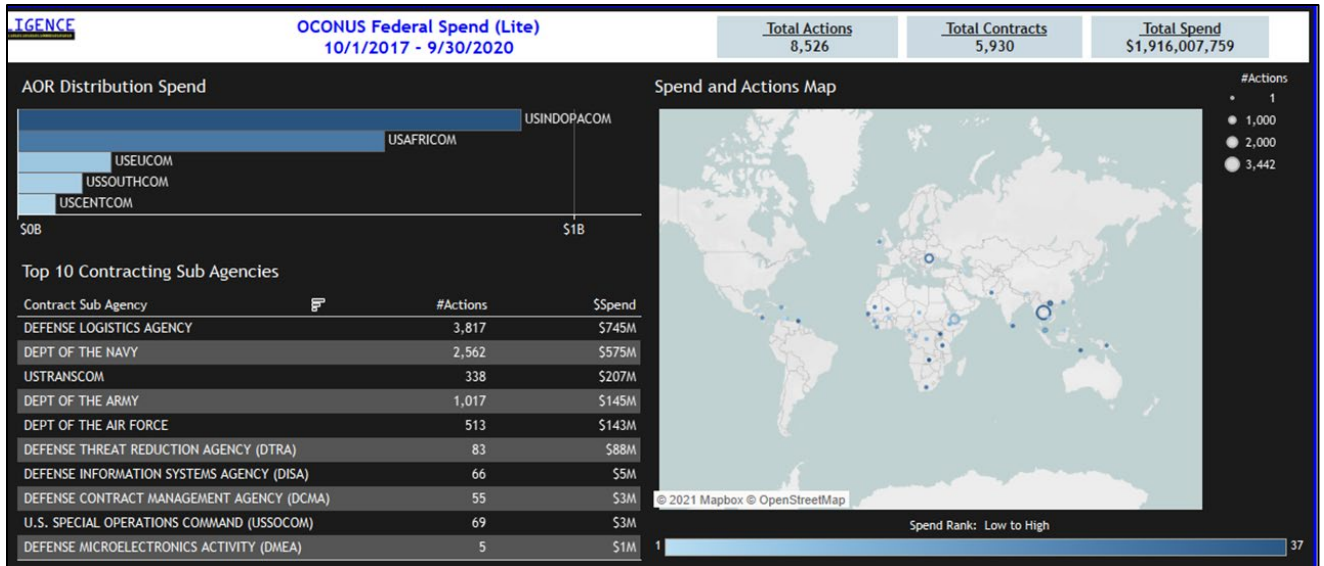 LIGENCE
OCONUS Federal Spend (Lite)
10/1/2017 - 9/30/2020
Total Actions
8,526
Total Contracts
5,930
Total Spend
$1,916,007,759
AOR Distribution Spend
USINDOPACOM
USAFRICOM
USEUCOM
USSOUTHCOM
USCENTCOM
$0B $1B
Top 10 Contracting Sub Agencies
Contract Sub Agency #Actions $Spend
DEFENSE LOGISTICS AGENCY 3,817 $745M
DEPT OF THE NAVY 2,562 $575M
USTRANSCOM 338 $207M
DEPT OF THE ARMY 1,017 $145M
DEPT OF THE AIR FORCE 513 $143M
DEFENSE THREAT REDUCTION AGENCY (DTRA) 83 $88M
DEFENSE INFORMATION SYSTEMS AGENCY (DISA) 66 $5M
DEFENSE CONTRACT MANAGEMENT AGENCY (DCMA) 55 $3M
U.S. SPECIAL OPERATIONS COMMAND (USSOCOM) 69 $3M
DEFENSE MICROELECTRONICS ACTIVITY (DMEA) 5 $1M
Spend and Actions Map
#Actions
1
1,000
2,000
3,442
© 2021 Mapbox © OpenStreetMap
Spend Rank: Low to High
1 37